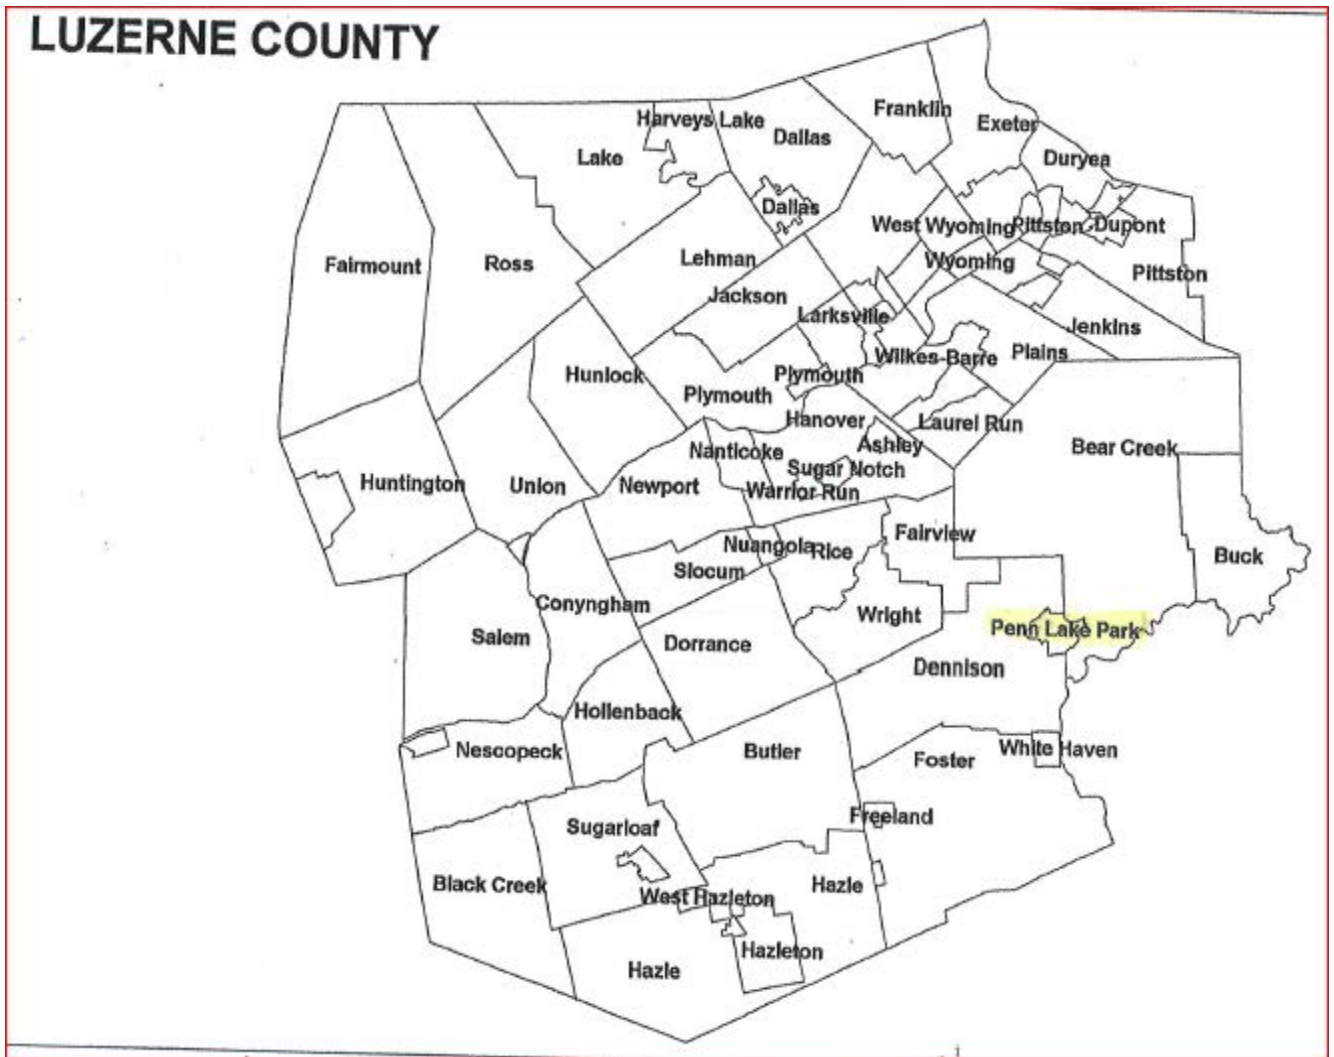 LUZERNE COUNTY
Franklin
Harveys Lake
Exeter
Dallas
Lake
Duryea
Dallas
West Wyoming
Pittston
Dupont
Lehman
Wyoming
Fairmount
Ross
Pittston
Jackson
Larksville
Jenkins
Plains
Wilkes-Barre
Hunlock
Plymouth
Plymouth
Hanover
Laurel Run
Ashley
Bear Creek
Nanticoke
Sugar Notch
Huntington
Union
Newport
Warrior Run
Fairview
Nuangola
Rice
Buck
Slocum
Conyngham
Wright
Penn Lake Park
Salem
Dorrance
Dennison
Hollenback
Nescopeck
Butler
White Haven
Foster
Freeland
Sugarloaf
Black Creek
Hazle
West Hazleton
Hazleton
Hazle